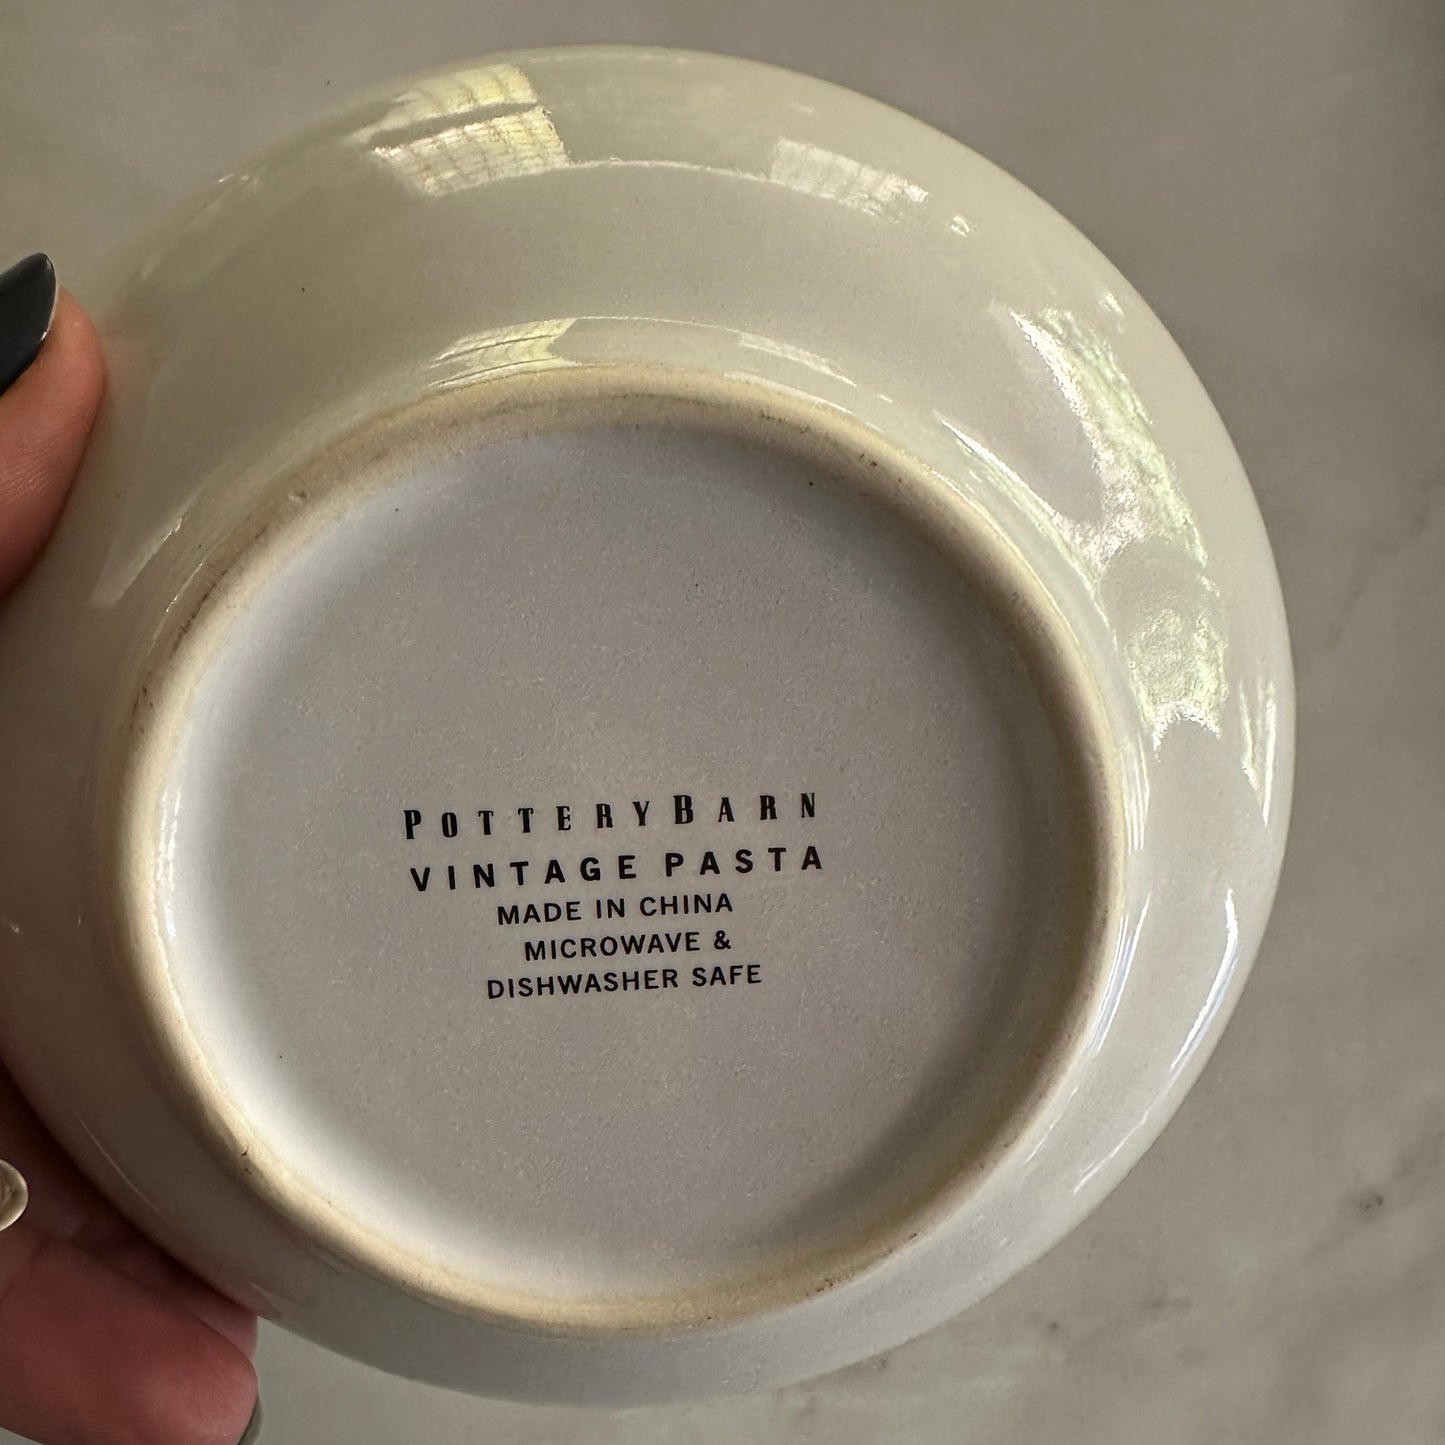 POTTERYBARN
VINTAGE PASTA
MADE IN CHINA
MICROWAVE &
DISHWASHER SAFE